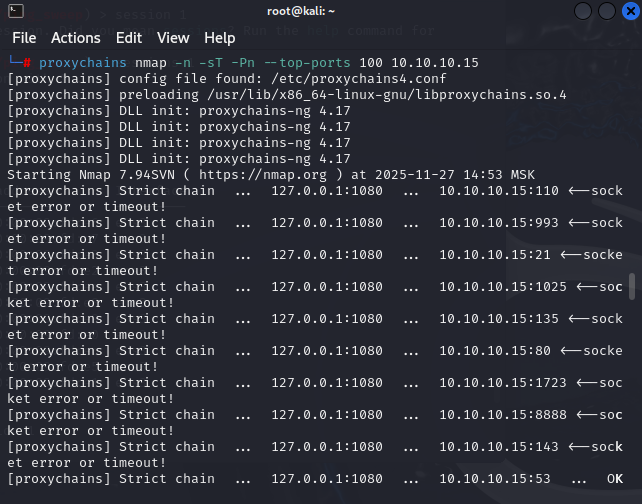 root@kali: ~
File Actions Edit View Help
└─# proxychains nmap -n -sT -Pn --top-ports 100 10.10.10.15
[proxychains] config file found: /etc/proxychains4.conf
[proxychains] preloading /usr/lib/x86_64-linux-gnu/libproxychains.so.4
[proxychains] DLL init: proxychains-ng 4.17
[proxychains] DLL init: proxychains-ng 4.17
[proxychains] DLL init: proxychains-ng 4.17
[proxychains] DLL init: proxychains-ng 4.17
Starting Nmap 7.94SVN ( https://nmap.org ) at 2025-11-27 14:53 MSK
[proxychains] Strict chain  ...  127.0.0.1:1080  ...  10.10.10.15:110 <--sock
et error or timeout!
[proxychains] Strict chain  ...  127.0.0.1:1080  ...  10.10.10.15:993 <--sock
et error or timeout!
[proxychains] Strict chain  ...  127.0.0.1:1080  ...  10.10.10.15:21 <--socke
t error or timeout!
[proxychains] Strict chain  ...  127.0.0.1:1080  ...  10.10.10.15:1025 <--soc
ket error or timeout!
[proxychains] Strict chain  ...  127.0.0.1:1080  ...  10.10.10.15:135 <--sock
et error or timeout!
[proxychains] Strict chain  ...  127.0.0.1:1080  ...  10.10.10.15:80 <--socke
t error or timeout!
[proxychains] Strict chain  ...  127.0.0.1:1080  ...  10.10.10.15:1723 <--soc
ket error or timeout!
[proxychains] Strict chain  ...  127.0.0.1:1080  ...  10.10.10.15:8888 <--soc
ket error or timeout!
[proxychains] Strict chain  ...  127.0.0.1:1080  ...  10.10.10.15:143 <--sock
et error or timeout!
[proxychains] Strict chain  ...  127.0.0.1:1080  ...  10.10.10.15:53  ...  OK